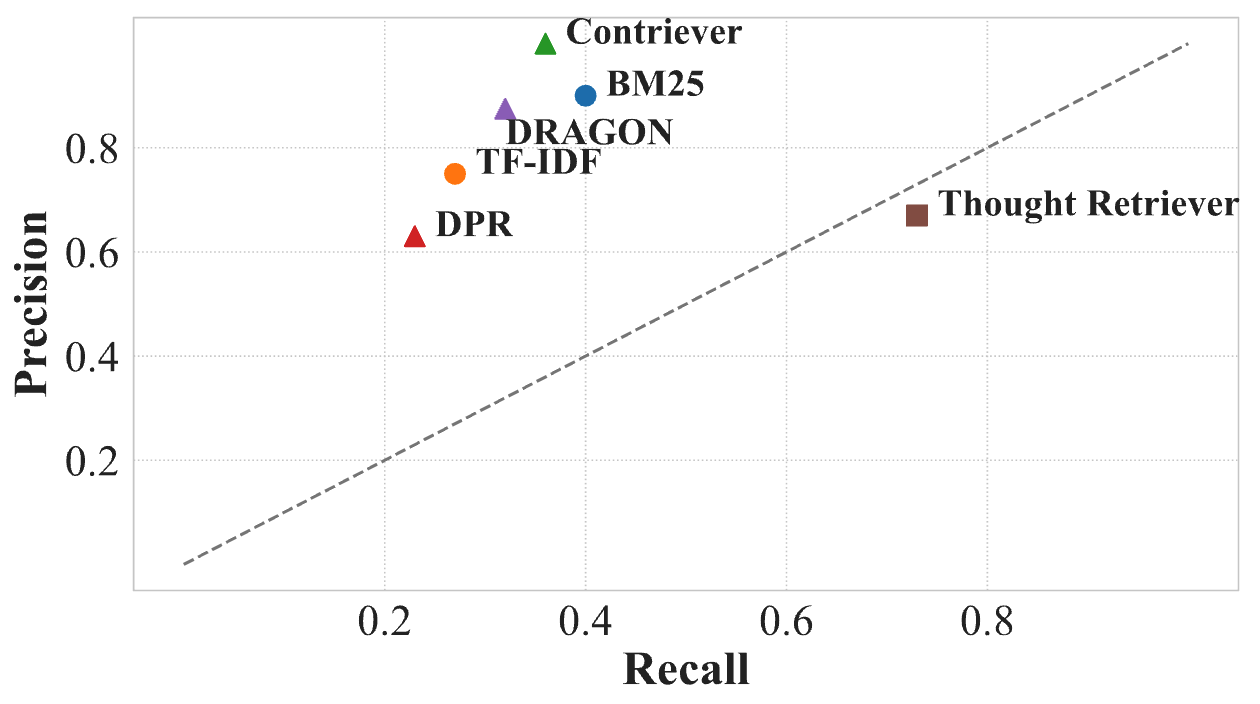 Contriever
BM25
DRAGON
0.8
TF-IDF
Thought Retriever
DPR
0.6
Precision
0.4
0.2
0.2 0.4 0.6 0.8
Recall